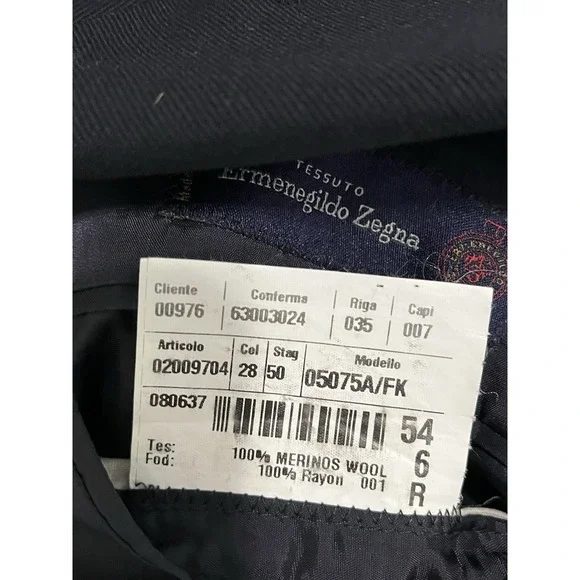 TESSUTO
Ermenegildo Zegna
Cliente Conferma Riga Capi
00976 63003024 035 007
Articolo Col Stag Modello
02009704 28 50 05075A/FK
080637 54
Tes: 100% MERINOS WOOL 6
Fod: 100% Rayon 001 R